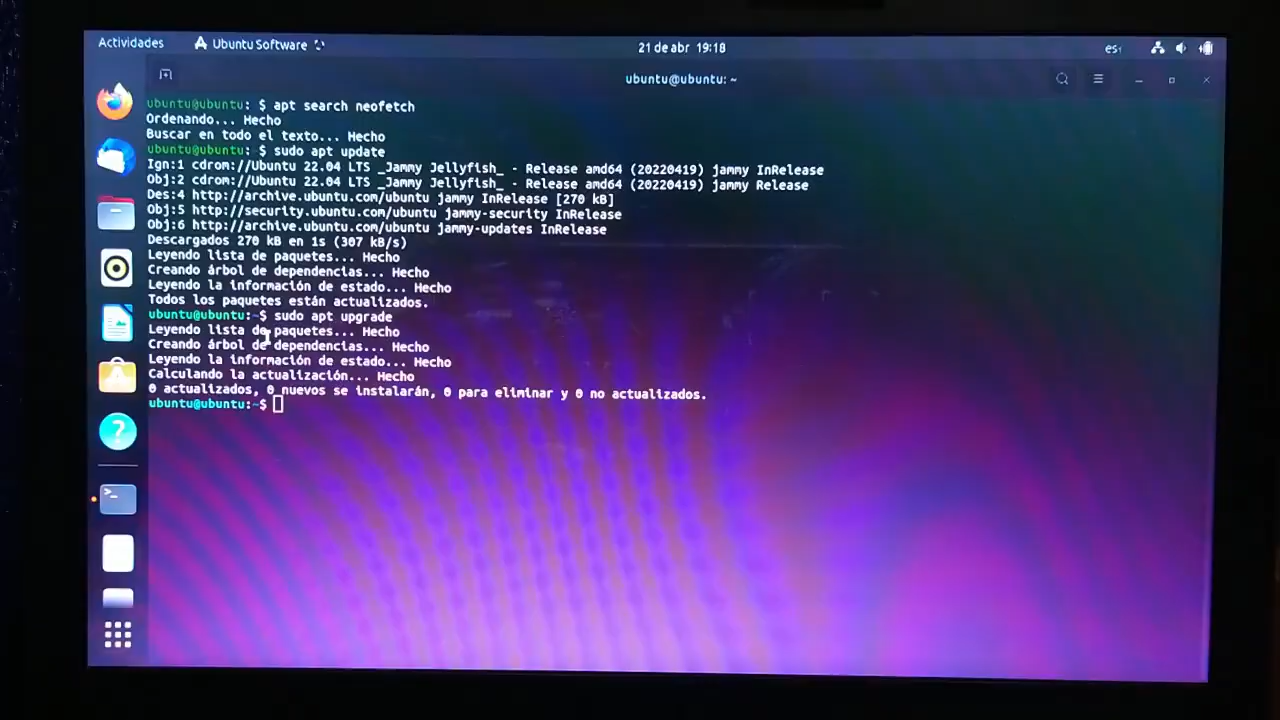 Actividades
Ubuntu Software
21 de abr 19:18
es₁
ubuntu@ubuntu: ~
ubuntu@ubuntu: $ apt search neofetch
Ordenando... Hecho
Buscar en todo el texto... Hecho
ubuntu@ubuntu:~$ sudo apt update
Ign:1 cdrom://Ubuntu 22.04 LTS _Jammy Jellyfish_ - Release amd64 (20220419) jammy InRelease
Obj:2 cdrom://Ubuntu 22.04 LTS _Jammy Jellyfish_ - Release amd64 (20220419) jammy Release
Des:4 http://archive.ubuntu.com/ubuntu jammy InRelease [270 kB]
Obj:5 http://security.ubuntu.com/ubuntu jammy-security InRelease
Obj:6 http://archive.ubuntu.com/ubuntu jammy-updates InRelease
Descargados 270 kB en 1s (307 kB/s)
Leyendo lista de paquetes... Hecho
Creando árbol de dependencias... Hecho
Leyendo la información de estado... Hecho
Todos los paquetes están actualizados.
ubuntu@ubuntu:~$ sudo apt upgrade
Leyendo lista de paquetes... Hecho
Creando árbol de dependencias... Hecho
Leyendo la información de estado... Hecho
Calculando la actualización... Hecho
0 actualizados, 0 nuevos se instalarán, 0 para eliminar y 0 no actualizados.
ubuntu@ubuntu:~$